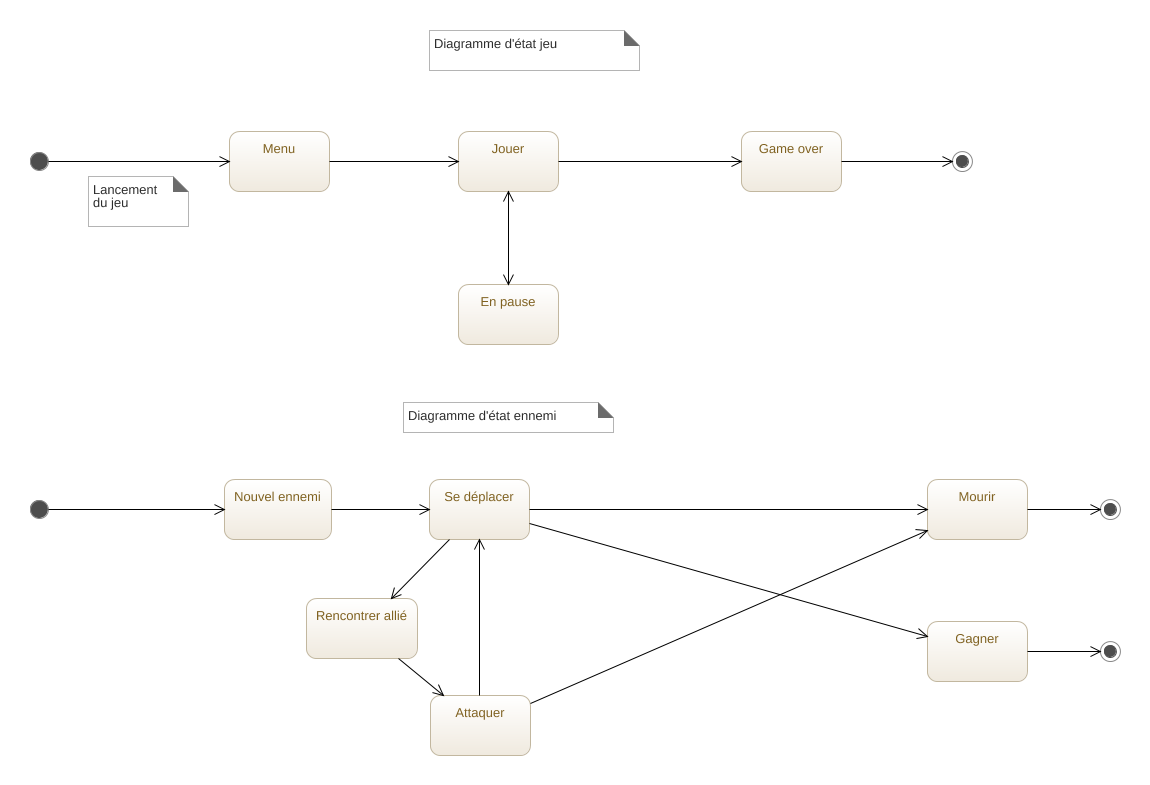 Diagramme d'état jeu
Menu
Jouer
Game over
Lancement
du jeu
En pause
Diagramme d'état ennemi
Nouvel ennemi
Se déplacer
Mourir
Rencontrer allié
Gagner
Attaquer